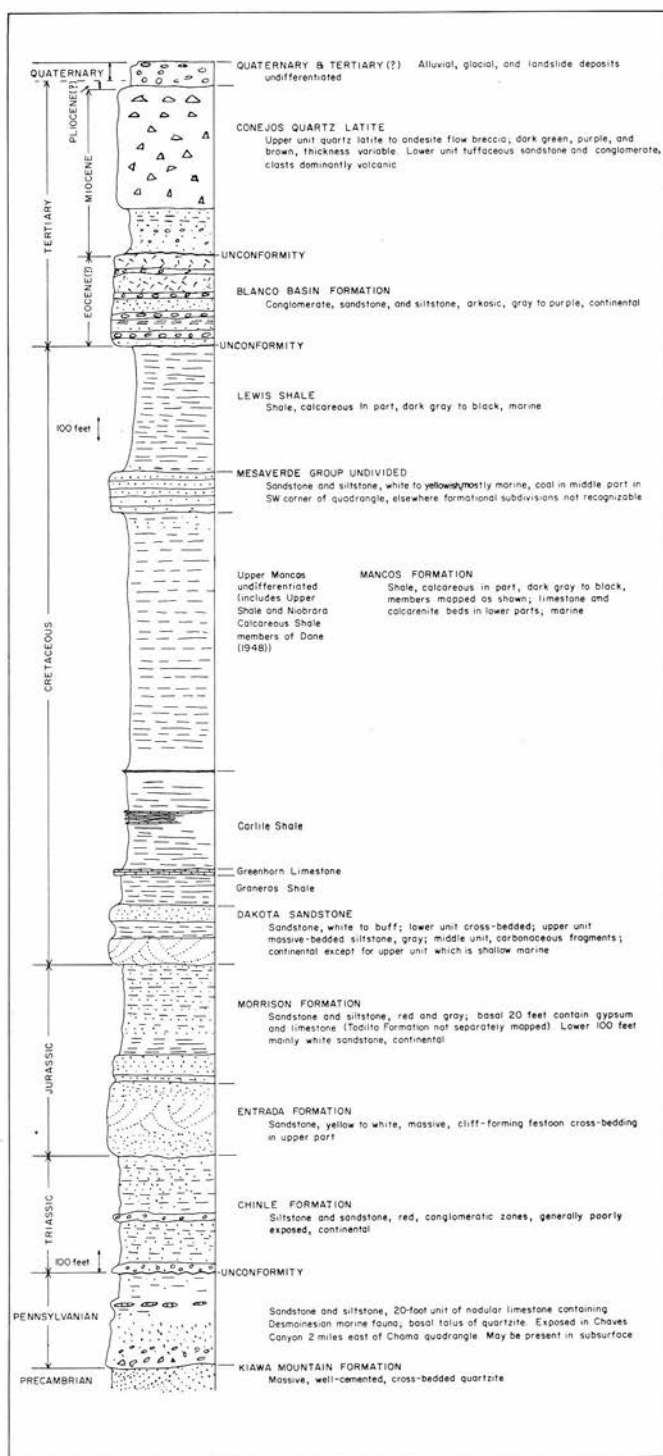 QUATERNARY
QUATERNARY & TERTIARY(?) Alluvial, glacial, and landslide deposits
undifferentiated
PLIOCENE(?)
CONEJOS QUARTZ LATITE
Upper unit quartz latite to andesite flow breccia; dark green, purple, and
brown, thickness variable. Lower unit tuffaceous sandstone and conglomerate,
clasts dominantly volcanic
MIOCENE
TERTIARY
UNCONFORMITY
EOCENE(?)
BLANCO BASIN FORMATION
Conglomerate, sandstone, and siltstone, arkosic, gray to purple, continental
UNCONFORMITY
LEWIS SHALE
Shale, calcareous in part, dark gray to black, marine
100 feet
MESAVERDE GROUP UNDIVIDED
Sandstone and siltstone, white to yellowish, mostly marine, coal in middle part in
SW corner of quadrangle, elsewhere formational subdivisions not recognizable
CRETACEOUS
Upper Mancos
undifferentiated
(includes Upper
Shale and Niobrara
Calcareous Shale
members of Dane
(1948))
MANCOS FORMATION
Shale, calcareous in part, dark gray to black,
members mapped as shown; limestone and
calcarenite beds in lower parts; marine
Carlile Shale
Greenhorn Limestone
Graneros Shale
DAKOTA SANDSTONE
Sandstone, white to buff; lower unit cross-bedded; upper unit
massive-bedded siltstone, gray; middle unit, carbonaceous fragments;
continental except for upper unit which is shallow marine
JURASSIC
MORRISON FORMATION
Sandstone and siltstone, red and gray; basal 20 feet contain gypsum
and limestone (Todilto Formation not separately mapped). Lower 100 feet
mainly white sandstone, continental
ENTRADA FORMATION
Sandstone, yellow to white, massive, cliff-forming festoon cross-bedding
in upper part
TRIASSIC
CHINLE FORMATION
Siltstone and sandstone, red, conglomeratic zones, generally poorly
exposed, continental
100 feet
UNCONFORMITY
PENNSYLVANIAN
Sandstone and siltstone, 20-foot unit of nodular limestone containing
Desmoinesian marine fauna; basal talus of quartzite. Exposed in Chaves
Canyon 2 miles east of Chama quadrangle. May be present in subsurface
KIAWA MOUNTAIN FORMATION
PRECAMBRIAN
Massive, well-cemented, cross-bedded quartzite